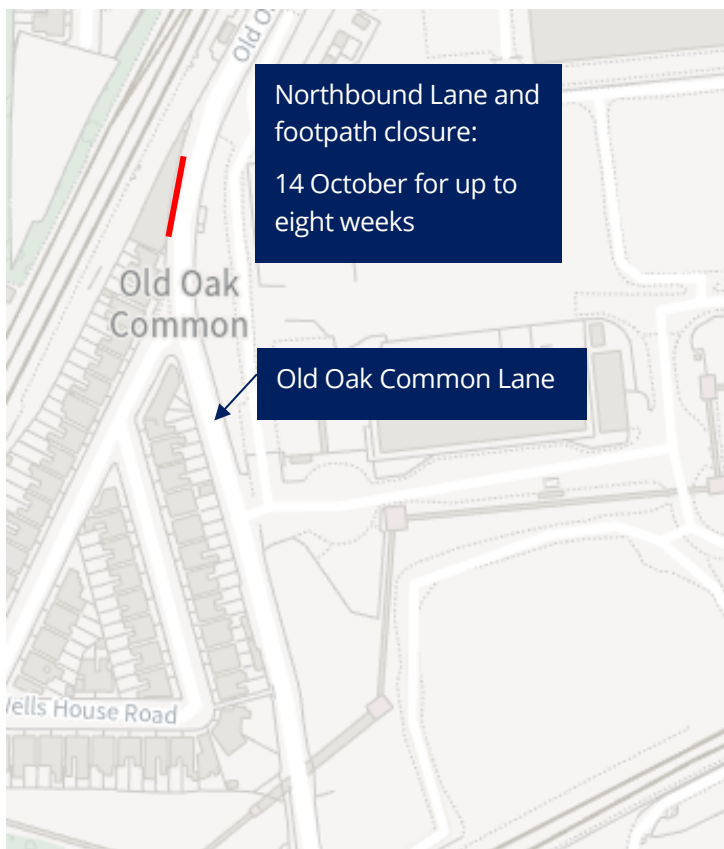 Old O
Northbound Lane and
footpath closure:
14 October for up to
eight weeks
Old Oak
Common
Old Oak Common Lane
Wells House Road